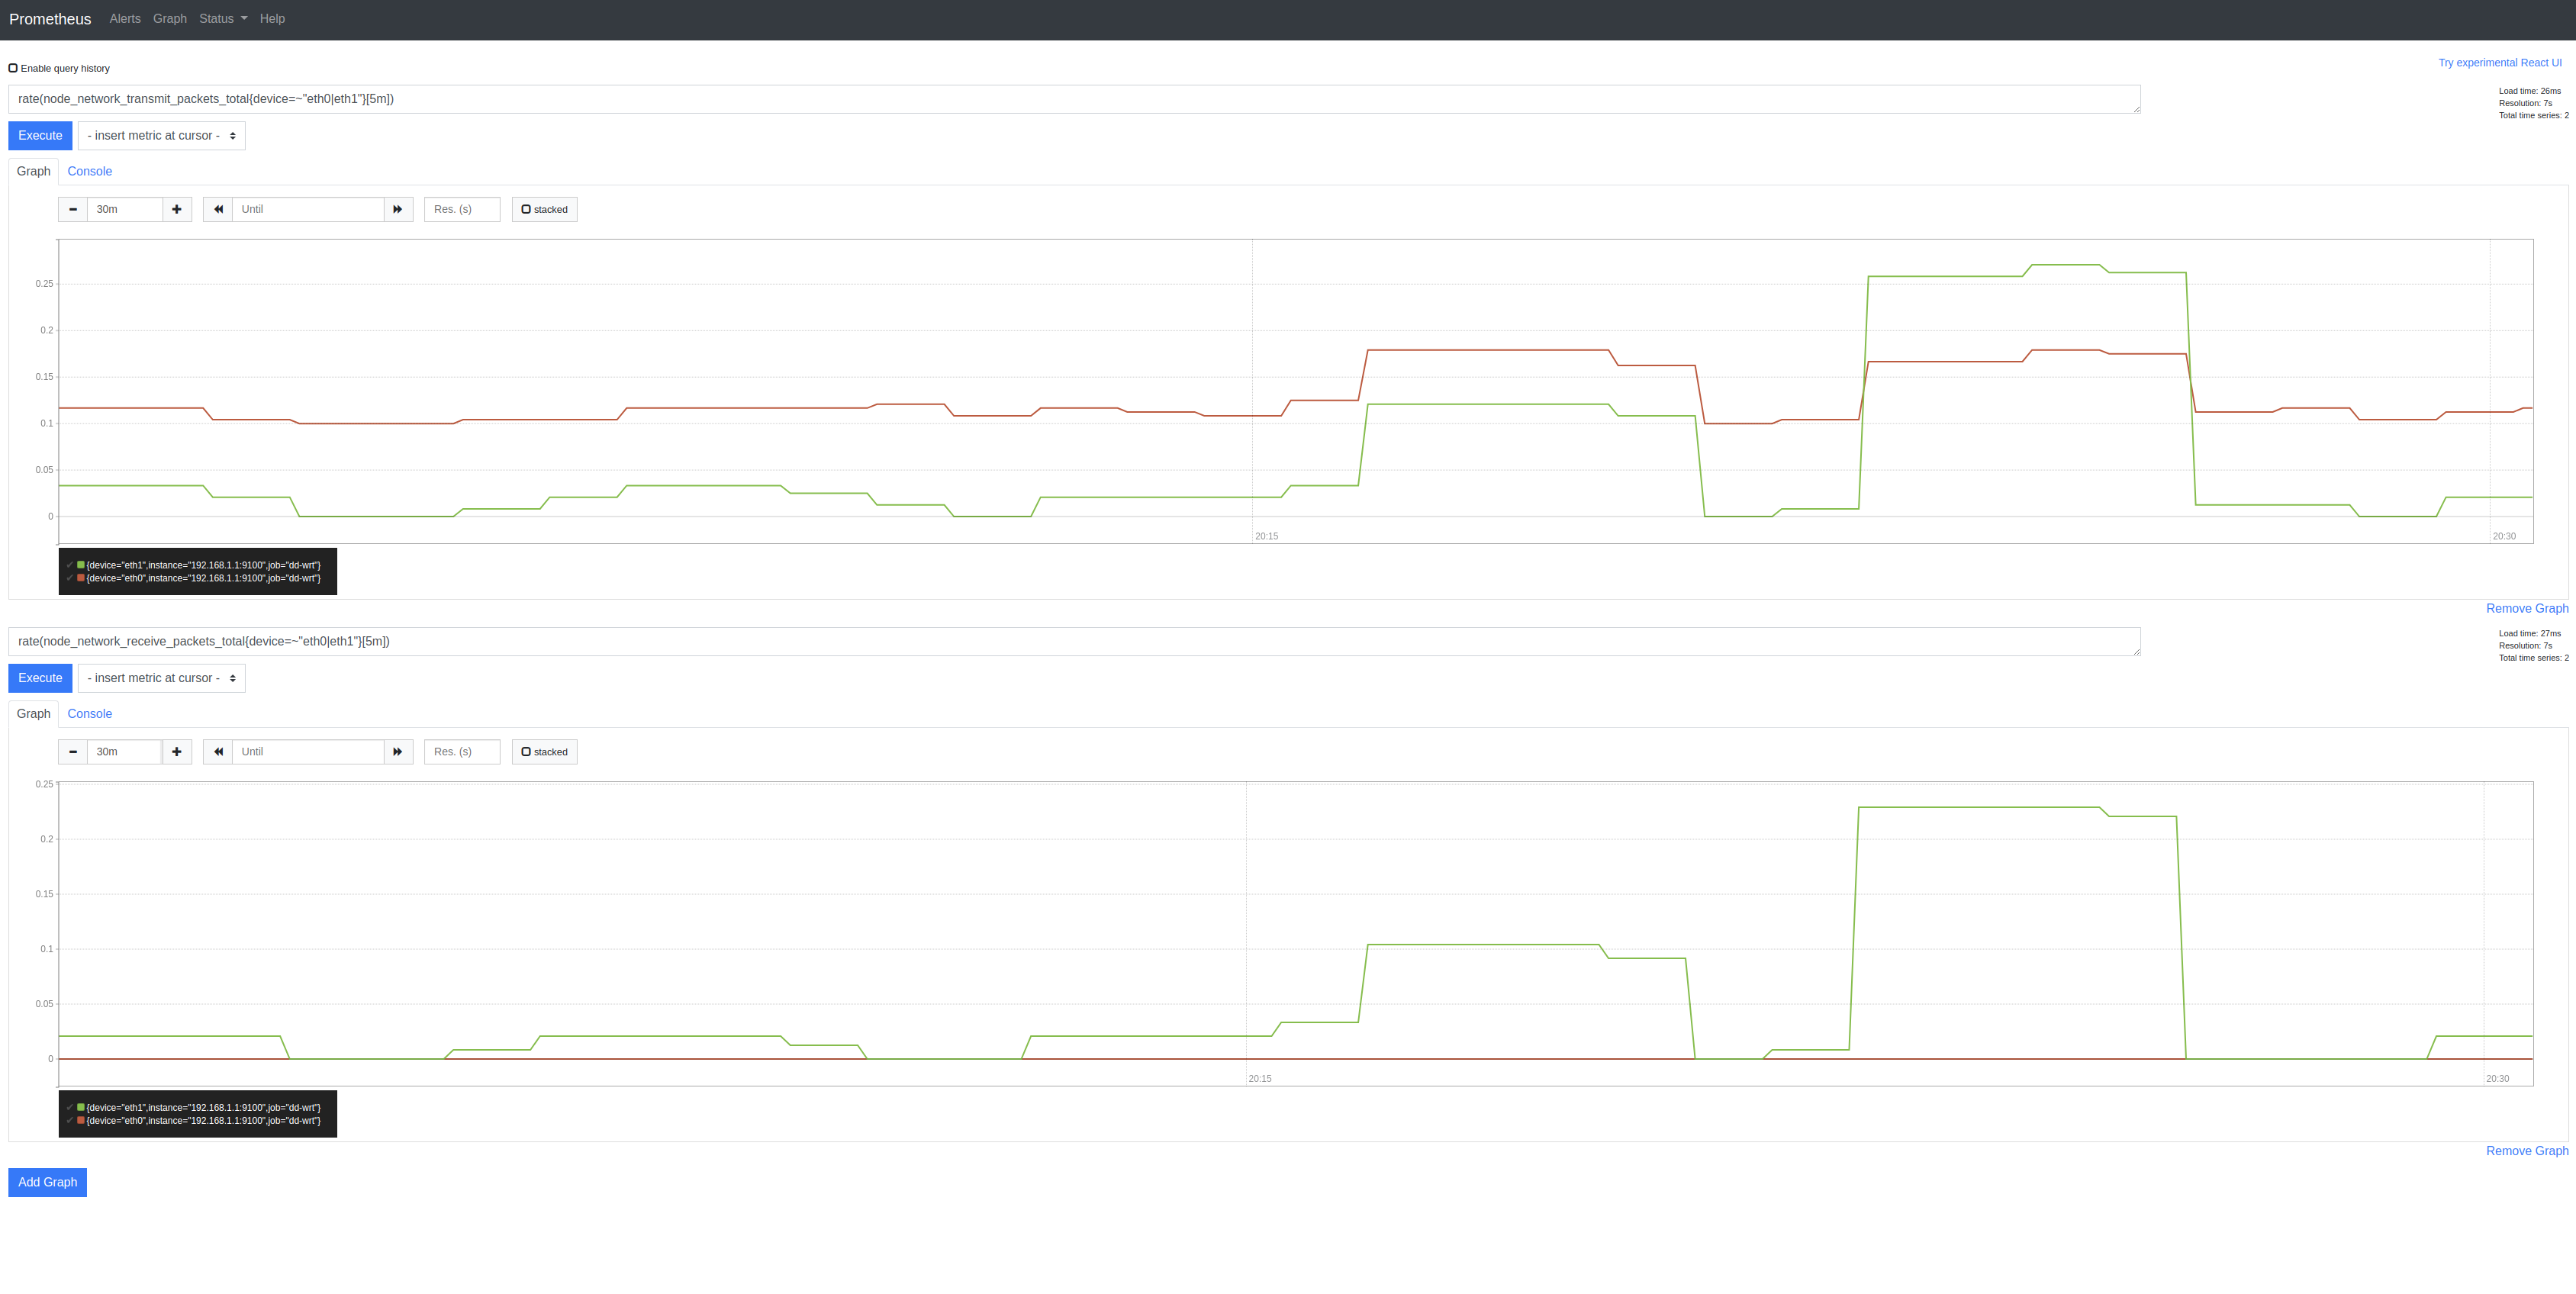 Prometheus Alerts Graph Status Help
Enable query history
Try experimental React UI
rate(node_network_transmit_packets_total{device=~"eth0|eth1"}[5m])
Load time: 26ms
Resolution: 7s
Total time series: 2
Execute - insert metric at cursor -
Graph Console
30m Until Res. (s) stacked
0.25
0.2
0.15
0.1
0.05
0
20:15 20:30
{device="eth1",instance="192.168.1.1:9100",job="dd-wrt"}
{device="eth0",instance="192.168.1.1:9100",job="dd-wrt"}
Remove Graph
rate(node_network_receive_packets_total{device=~"eth0|eth1"}[5m])
Load time: 27ms
Resolution: 7s
Total time series: 2
Execute - insert metric at cursor -
Graph Console
30m Until Res. (s) stacked
0.25
0.2
0.15
0.1
0.05
0
20:15 20:30
{device="eth1",instance="192.168.1.1:9100",job="dd-wrt"}
{device="eth0",instance="192.168.1.1:9100",job="dd-wrt"}
Remove Graph
Add Graph